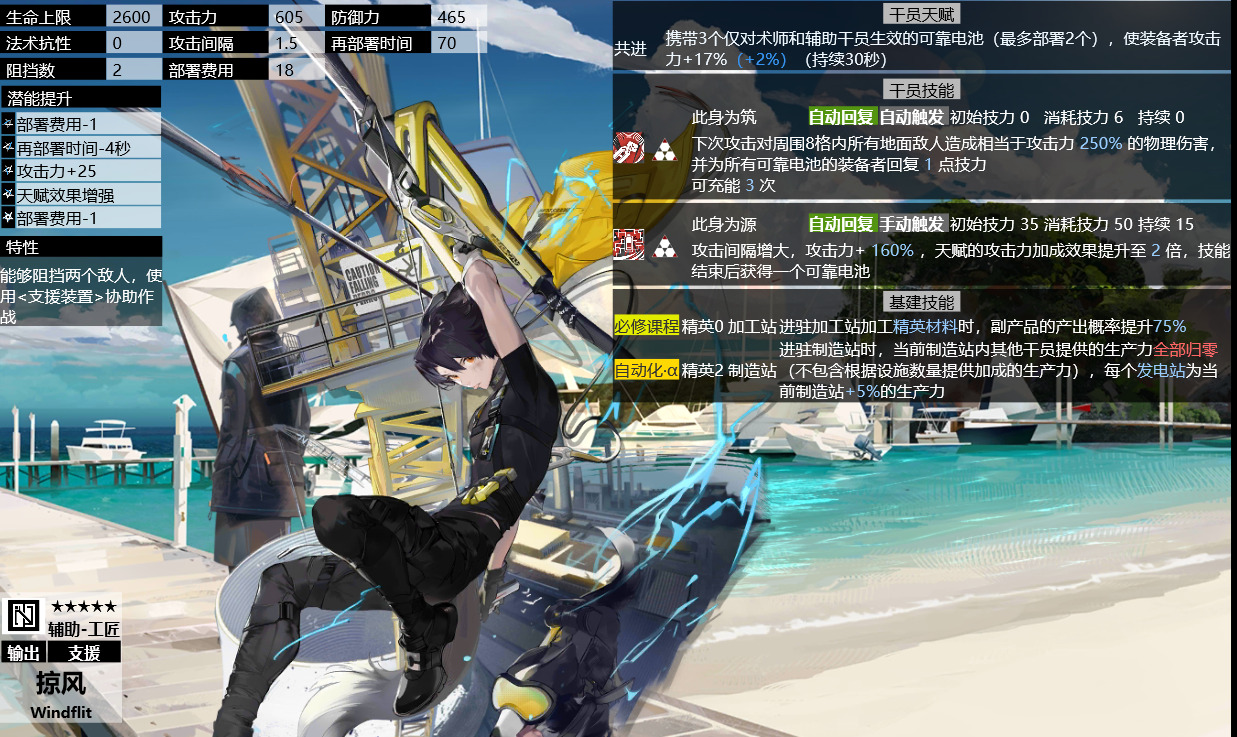 生命上限 2600 攻击力 605 防御力 465
法术抗性 0 攻击间隔 1.5 再部署时间 70
阻挡数 2 部署费用 18
潜能提升
部署费用-1
再部署时间-4秒
攻击力+25
天赋效果增强
部署费用-1
特性
能够阻挡两个敌人，使
用<支援装置>协助作
战
CAUTION
FALLING
★★★★★
辅助-工匠
输出 支援
掠风
Windflit
干员天赋
共进 携带3个仅对术师和辅助干员生效的可靠电池（最多部署2个），使装备者攻击
力+17%（+2%）（持续30秒）
干员技能
此身为筑 自动回复 自动触发 初始技力 0 消耗技力 6 持续 0
下次攻击对周围8格内所有地面敌人造成相当于攻击力 250% 的物理伤害，
并为所有可靠电池的装备者回复 1 点技力
可充能 3 次
此身为源 自动回复 手动触发 初始技力 35 消耗技力 50 持续 15
攻击间隔增大，攻击力+ 160% ，天赋的攻击力加成效果提升至 2 倍，技能
结束后获得一个可靠电池
基建技能
必修课程 精英0 加工站 进驻加工站加工精英材料时，副产品的产出概率提升75%
进驻制造站时，当前制造站内其他干员提供的生产力全部归零
自动化·α 精英2 制造站 （不包含根据设施数量提供加成的生产力），每个发电站为当
前制造站+5%的生产力